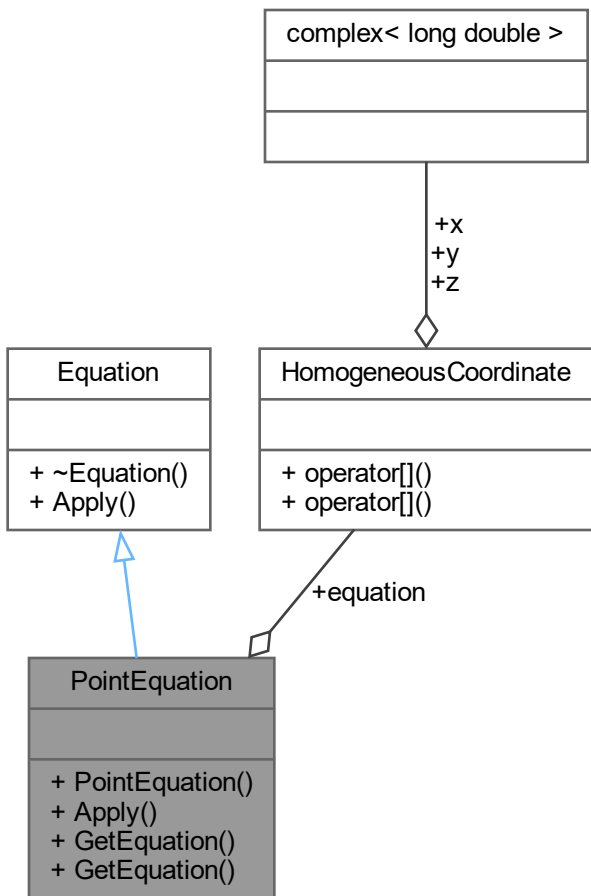 complex< long double >
+x
+y
+z
Equation
+ ~Equation()
+ Apply()
HomogeneousCoordinate
+ operator[]()
+ operator[]()
+equation
PointEquation
+ PointEquation()
+ Apply()
+ GetEquation()
+ GetEquation()